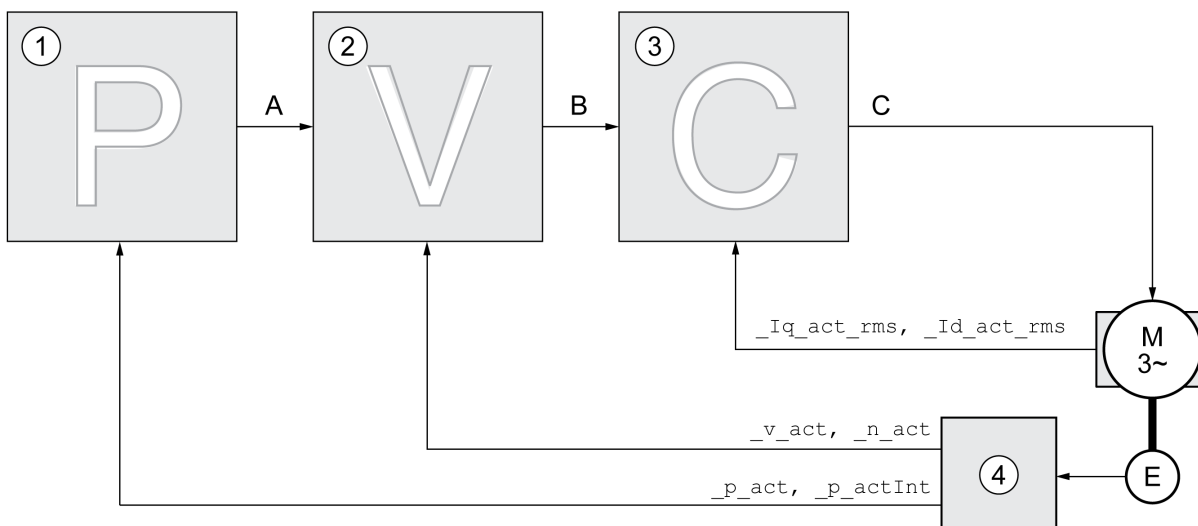 1
P
A
2
V
B
3
C
C
_Iq_act_rms, _Id_act_rms
M
3~
_v_act, _n_act
_p_act, _p_actInt
4
E